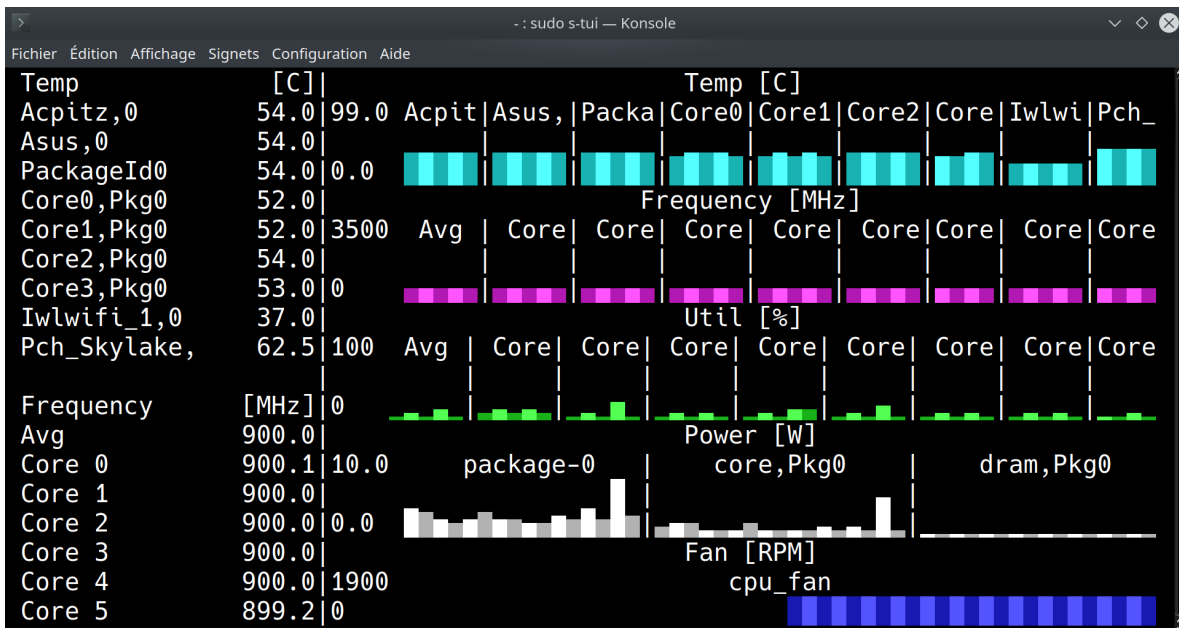 - : sudo s-tui — Konsole
Fichier Édition Affichage Signets Configuration Aide
Temp [C]| Temp [C]
Acpitz,0 54.0|99.0 Acpit|Asus,|Packa|Core0|Core1|Core2|Core|Iwlwi|Pch_
Asus,0 54.0|
PackageId0 54.0|0.0
Core0,Pkg0 52.0| Frequency [MHz]
Core1,Pkg0 52.0|3500 Avg | Core| Core| Core| Core| Core|Core| Core|Core
Core2,Pkg0 54.0|
Core3,Pkg0 53.0|0
Iwlwifi_1,0 37.0| Util [%]
Pch_Skylake, 62.5|100 Avg | Core| Core| Core| Core| Core| Core| Core|Core
Frequency [MHz]|0
Avg 900.0| Power [W]
Core 0 900.1|10.0 package-0 | core,Pkg0 | dram,Pkg0
Core 1 900.0|
Core 2 900.0|0.0
Core 3 900.0| Fan [RPM]
Core 4 900.0|1900 cpu_fan
Core 5 899.2|0